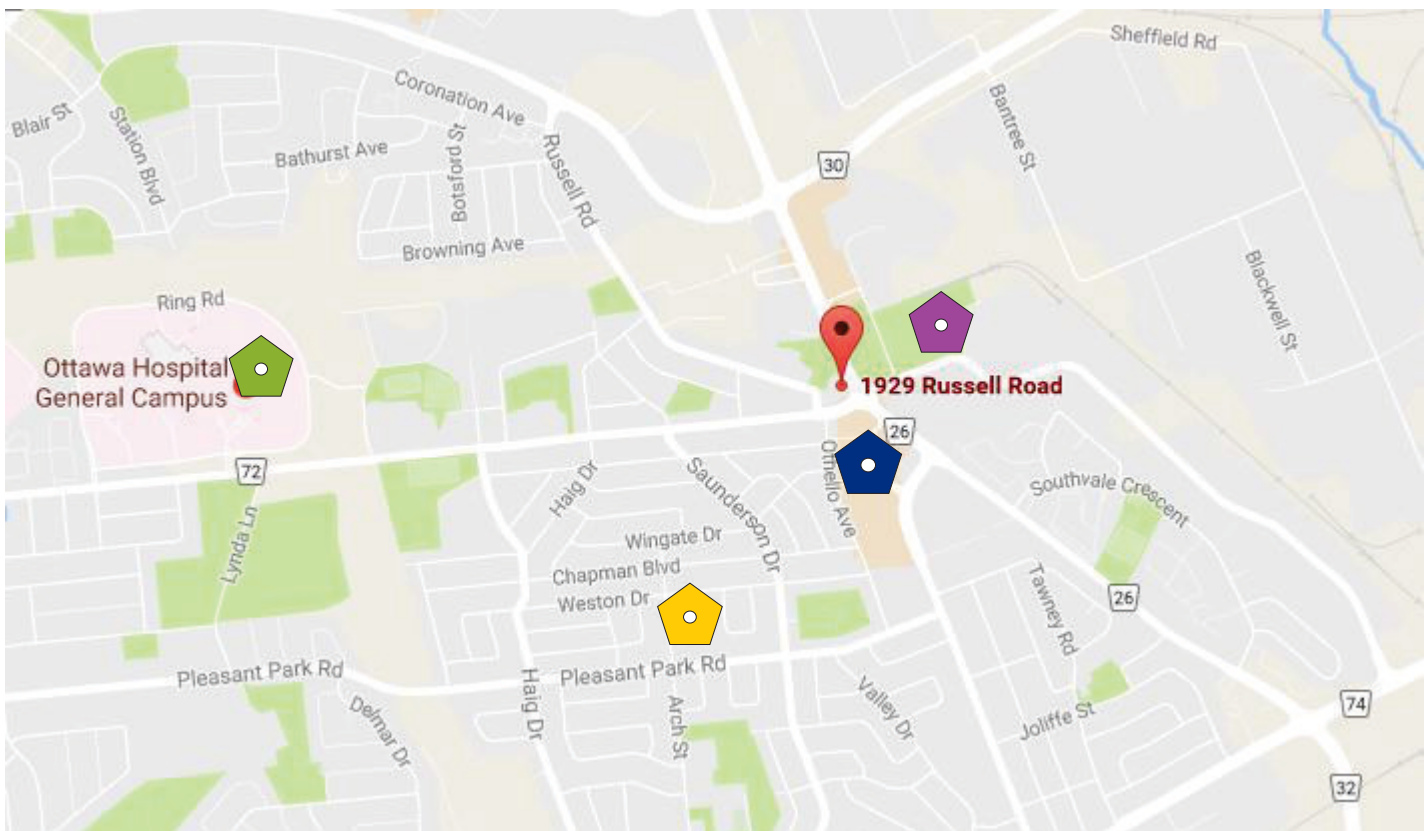 Sheffield Rd
Coronation Ave
Blair St
Station Blvd
Bathurst Ave
Botsford St
Russell Rd
Bantree St
30
Browning Ave
Blackwell St
Ring Rd
Ottawa Hospital
General Campus
1929 Russell Road
26
72
Haig Dr
Saunderson Dr
Othello Ave
Southvale Crescent
Lynda Ln
Wingate Dr
Chapman Blvd
Weston Dr
Tawney Rd
26
Pleasant Park Rd
Pleasant Park Rd
Haig Dr
Delmar Dr
Arch St
Valley Dr
Joliffe St
74
32